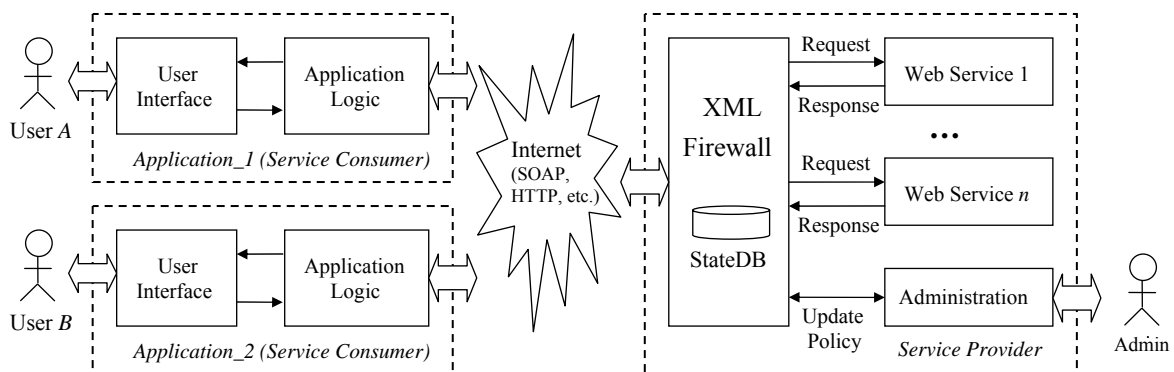 User A
User
Interface
Application
Logic
Application_1 (Service Consumer)
User B
User
Interface
Application
Logic
Application_2 (Service Consumer)
Internet
(SOAP,
HTTP, etc.)
XML
Firewall
StateDB
Request
Response
Web Service 1
...
Request
Response
Web Service n
Update
Policy
Administration
Service Provider
Admin